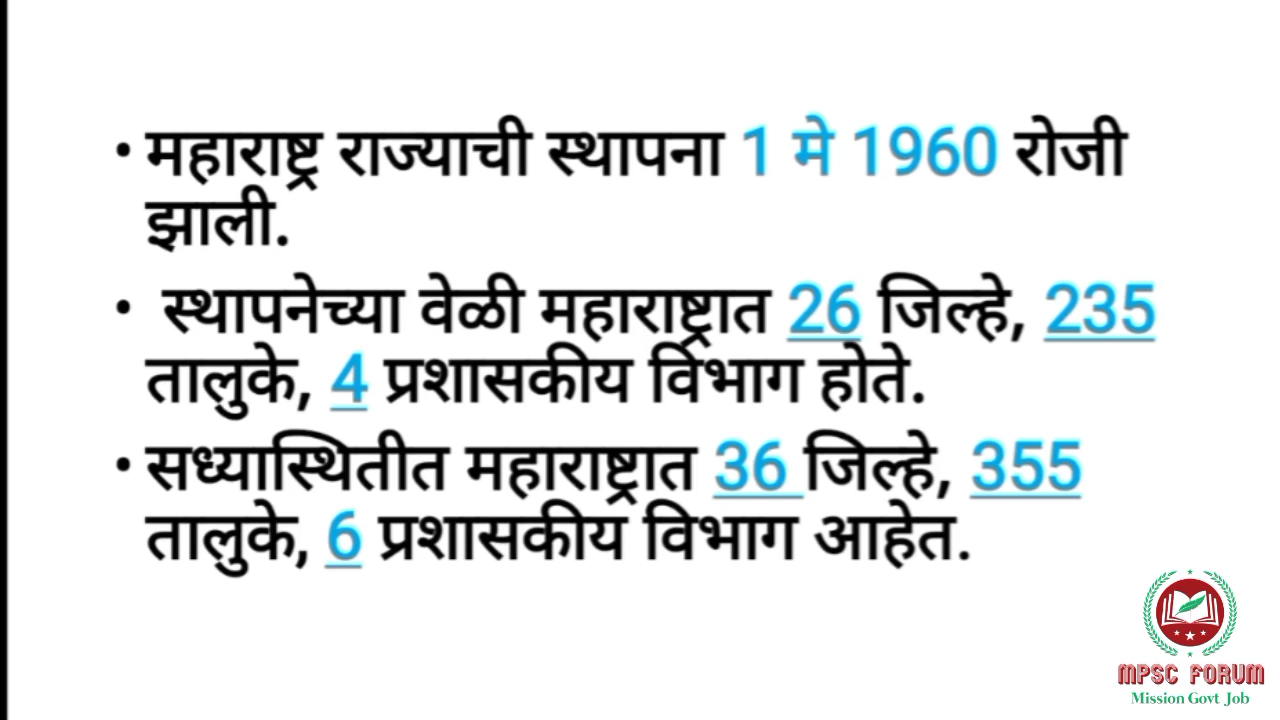 • महाराष्ट्र राज्याची स्थापना 1 मे 1960 रोजी
झाली.
• स्थापनेच्या वेळी महाराष्ट्रात 26 जिल्हे, 235
तालुके, 4 प्रशासकीय विभाग होते.
• सध्यास्थितीत महाराष्ट्रात 36 जिल्हे, 355
तालुके, 6 प्रशासकीय विभाग आहेत.
MPSC FORUM
Mission Govt Job